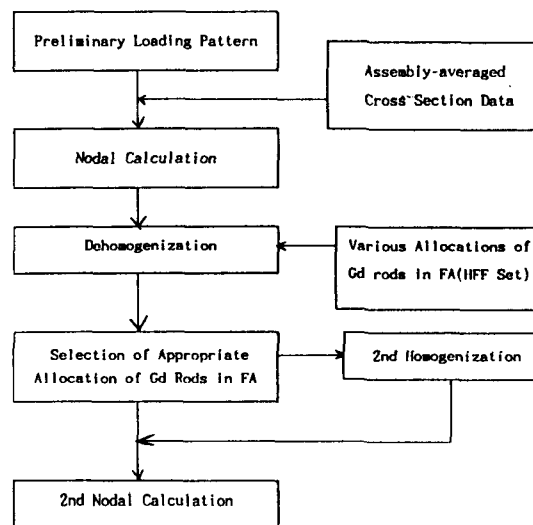 Preliminary Loading Pattern
Assembly-averaged
Cross-Section Data
Nodal Calculation
Dehomogenization
Various Allocations of
Gd rods in FA(HFF Set)
Selection of Appropriate
Allocation of Gd Rods in FA
2nd Homogenization
2nd Nodal Calculation